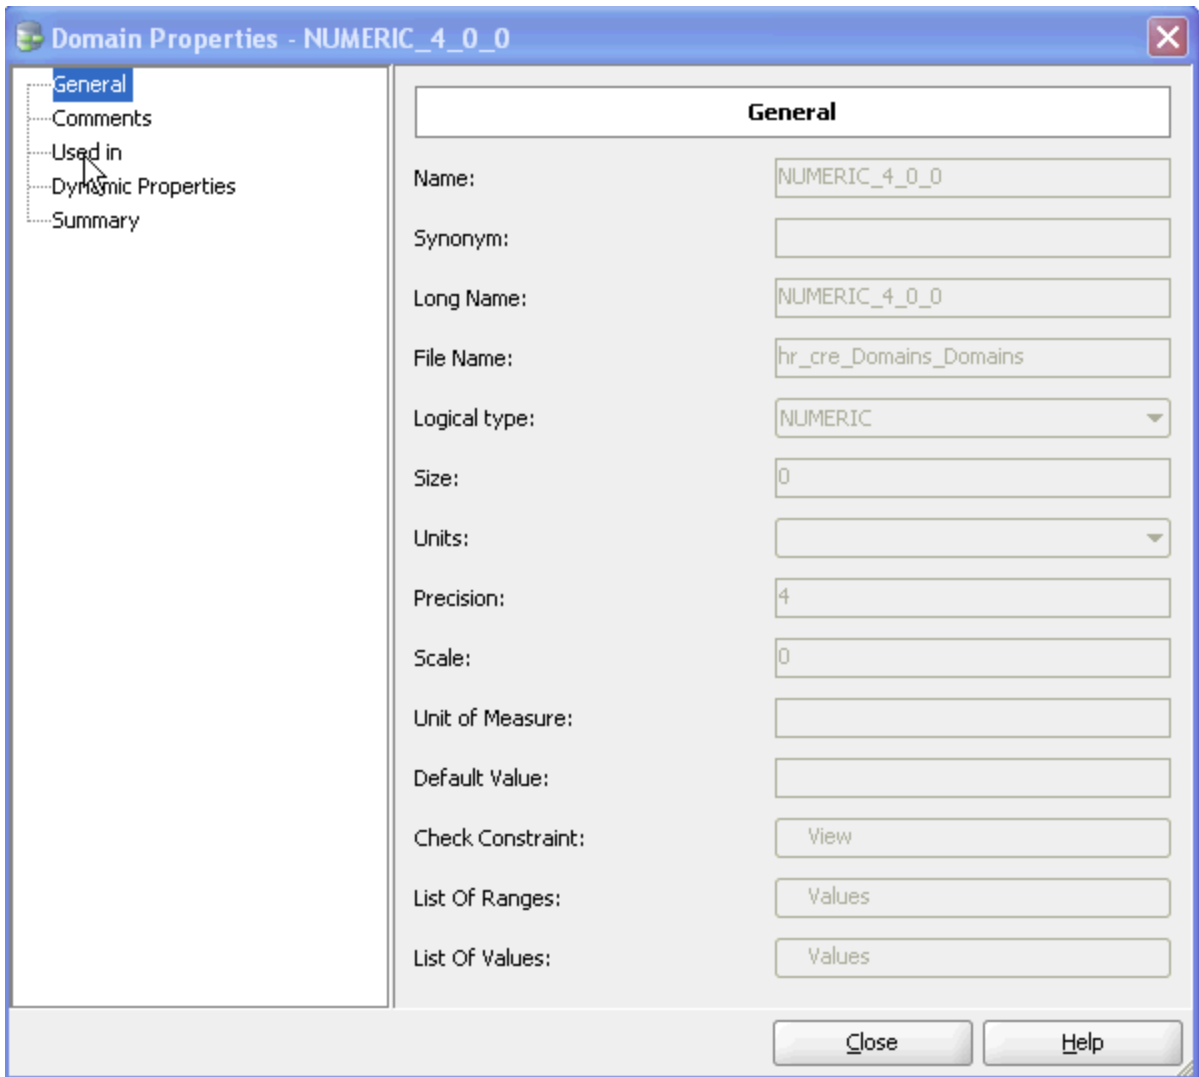 Domain Properties - NUMERIC_4_0_0
General
Comments
Used in
Dynamic Properties
Summary
General
Name: NUMERIC_4_0_0
Synonym:
Long Name: NUMERIC_4_0_0
File Name: hr_cre_Domains_Domains
Logical type: NUMERIC
Size: 0
Units:
Precision: 4
Scale: 0
Unit of Measure:
Default Value:
Check Constraint: View
List Of Ranges: Values
List Of Values: Values
Close Help